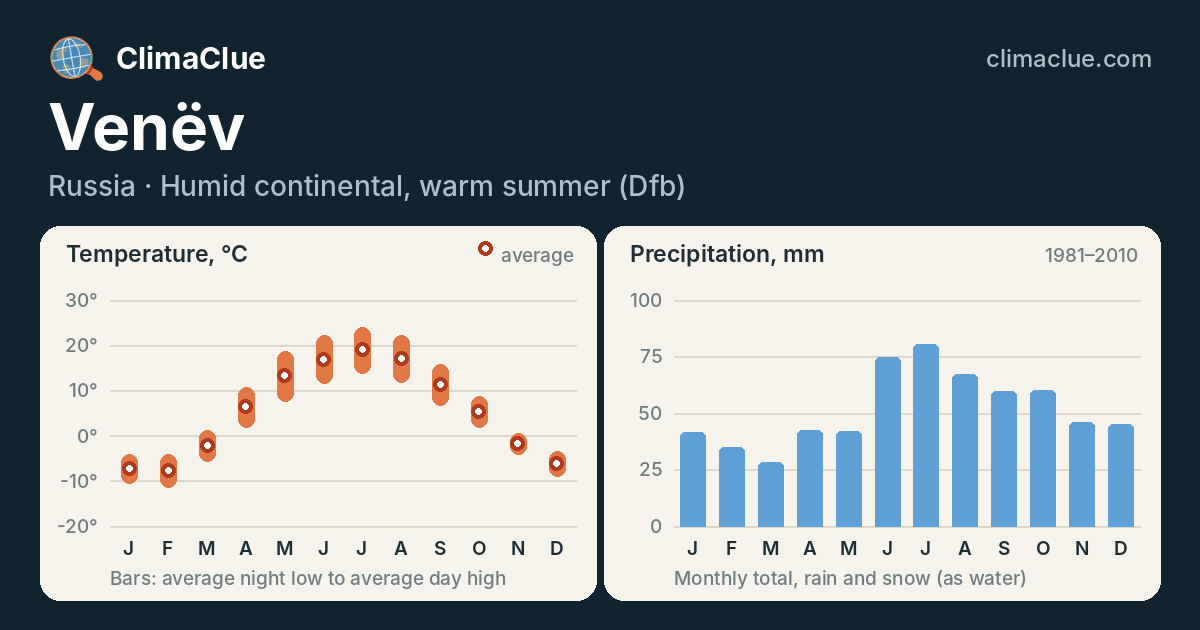 ClimaClue
climaclue.com
Venëv
Russia · Humid continental, warm summer (Dfb)
Temperature, °C
average
30°
20°
10°
0°
-10°
-20°
J F M A M J J A S O N D
Bars: average night low to average day high
Precipitation, mm
1981–2010
100
75
50
25
0
J F M A M J J A S O N D
Monthly total, rain and snow (as water)